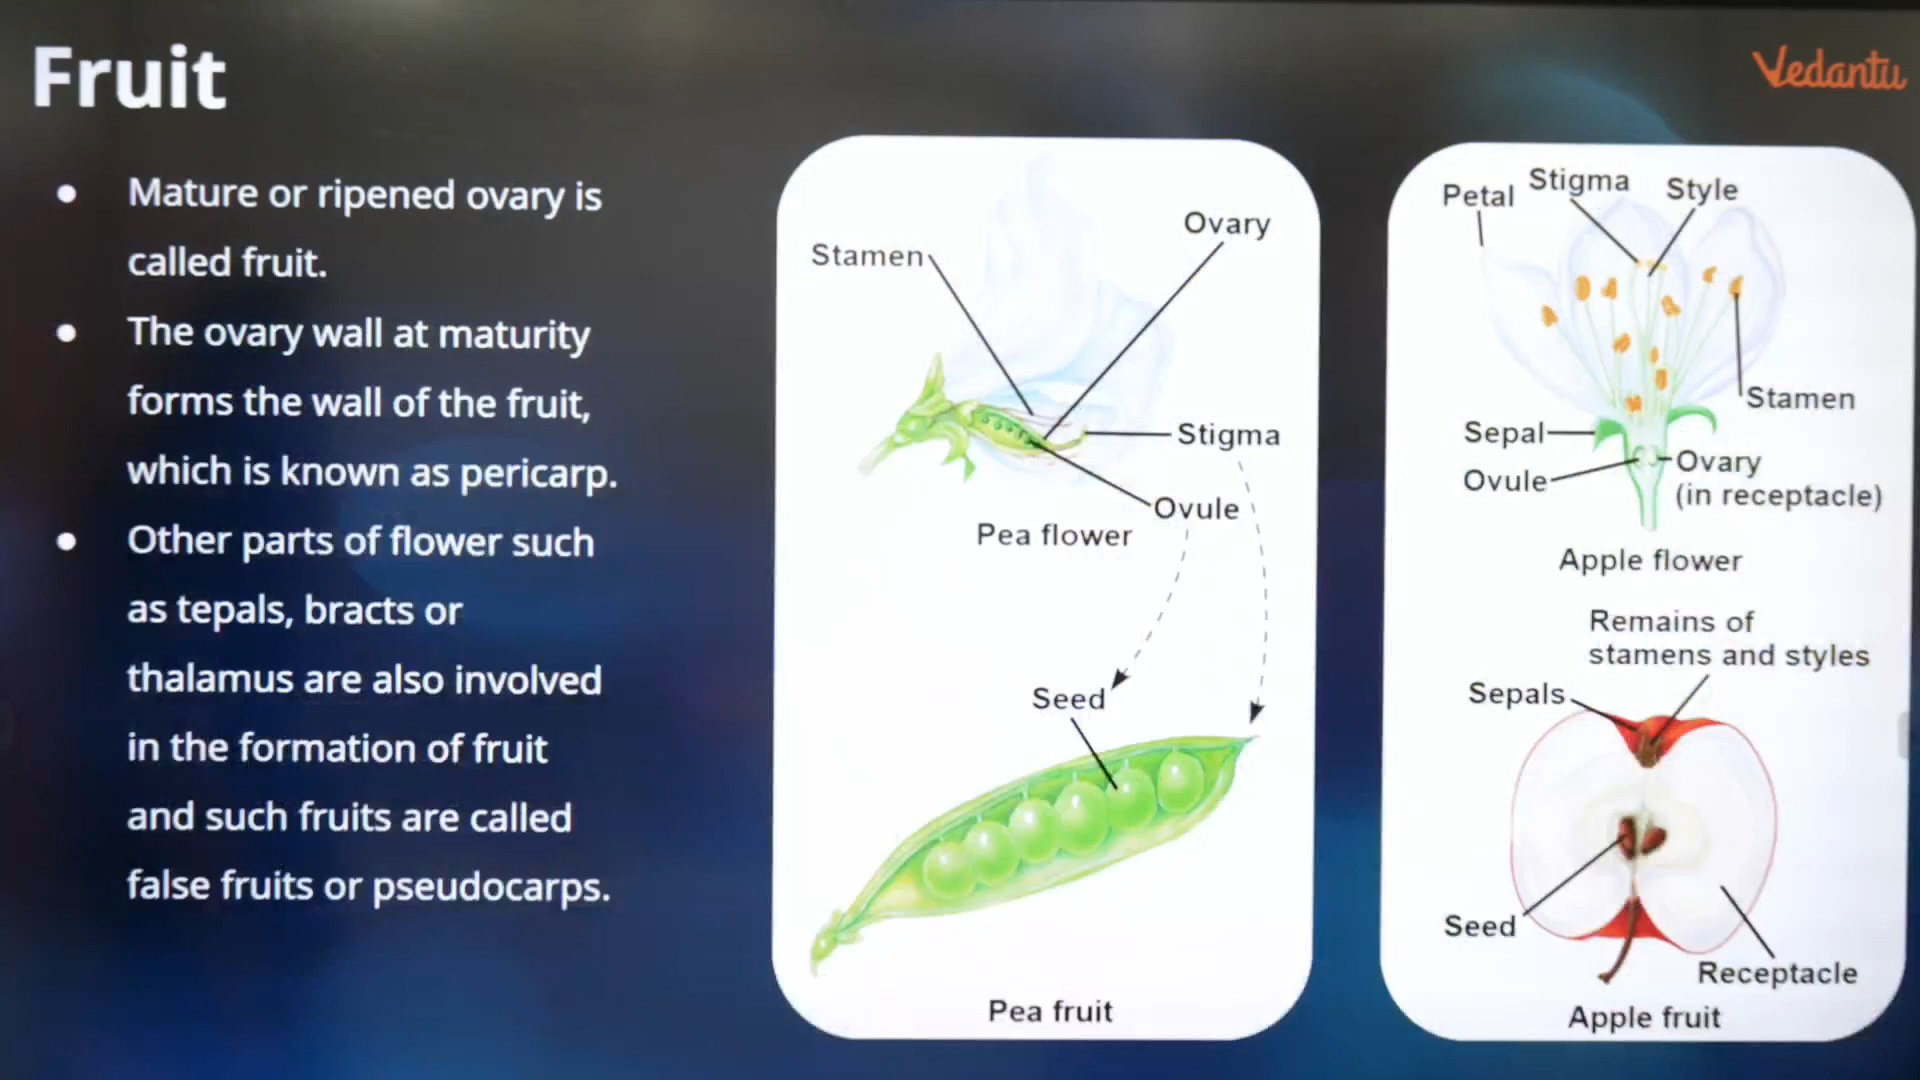 Fruit
Vedantu
Mature or ripened ovary is
called fruit.
The ovary wall at maturity
forms the wall of the fruit,
which is known as pericarp.
Other parts of flower such
as tepals, bracts or
thalamus are also involved
in the formation of fruit
and such fruits are called
false fruits or pseudocarps.
Stamen
Ovary
Stigma
Ovule
Pea flower
Seed
Pea fruit
Petal
Stigma
Style
Stamen
Sepal
Ovule
Ovary
(in receptacle)
Apple flower
Remains of
stamens and styles
Sepals
Seed
Receptacle
Apple fruit